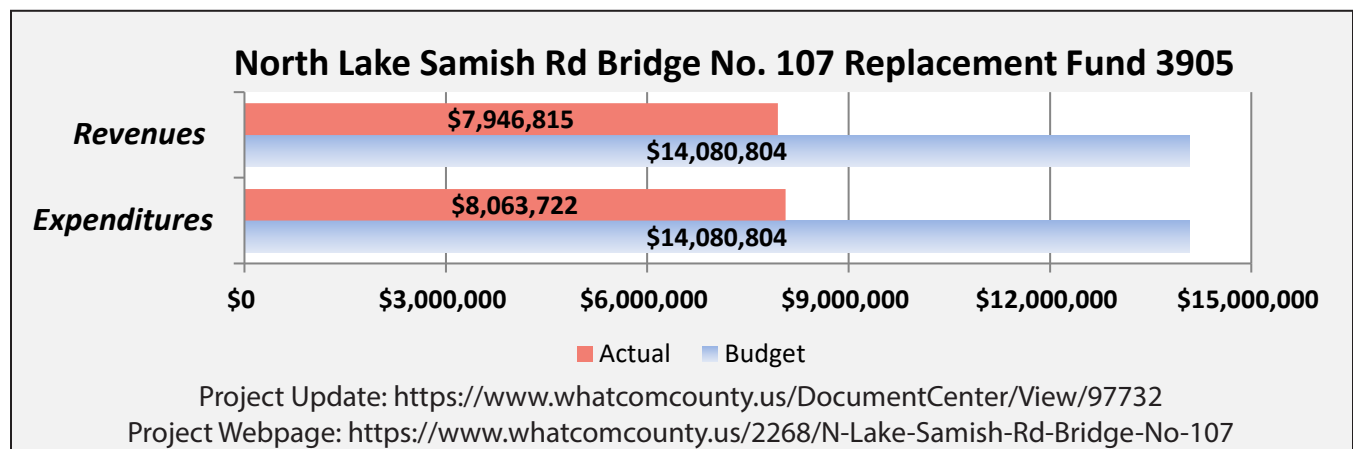 North Lake Samish Rd Bridge No. 107 Replacement Fund 3905
Revenues
$7,946,815
$14,080,804
Expenditures
$8,063,722
$14,080,804
$0 $3,000,000 $6,000,000 $9,000,000 $12,000,000 $15,000,000
Actual Budget
Project Update: https://www.whatcomcounty.us/DocumentCenter/View/97732
Project Webpage: https://www.whatcomcounty.us/2268/N-Lake-Samish-Rd-Bridge-No-107